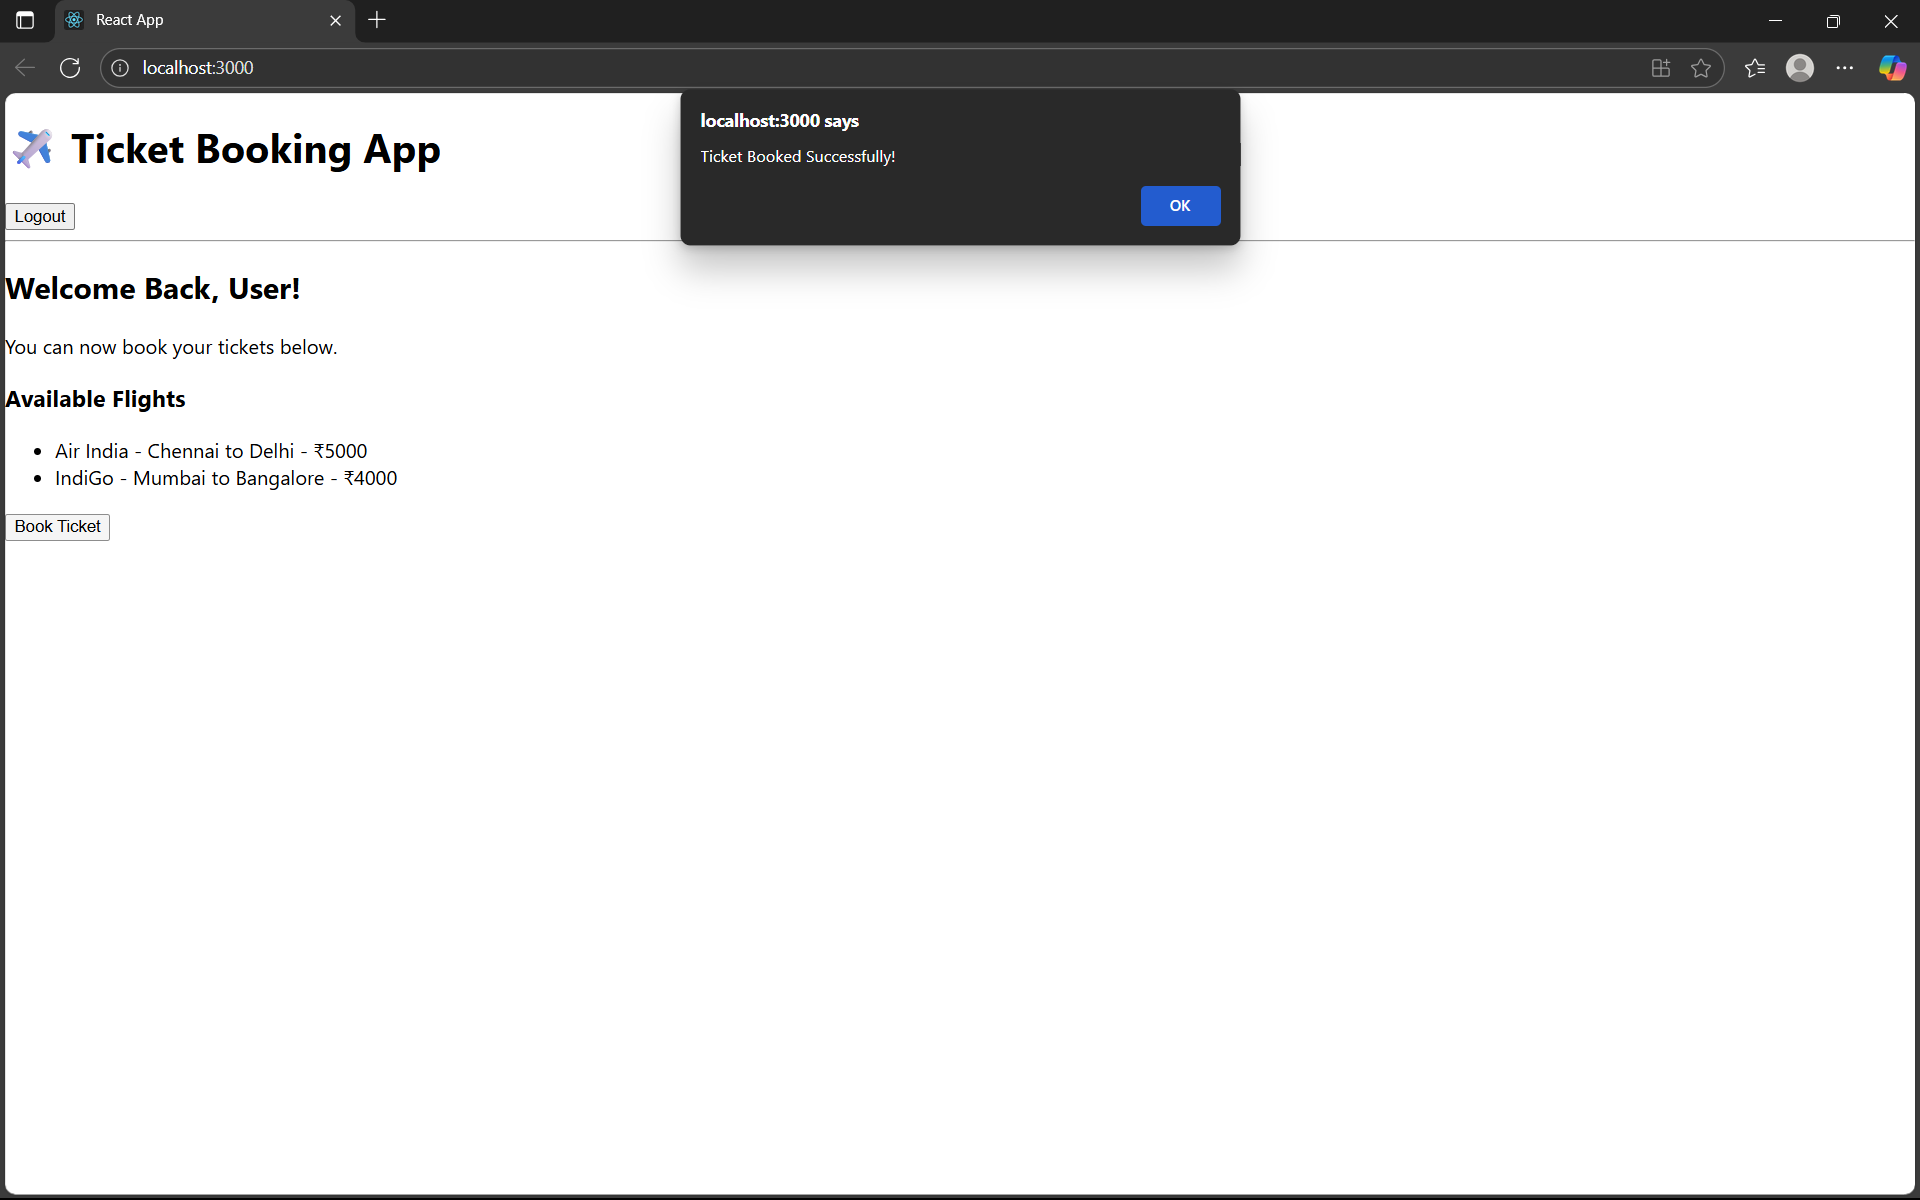 React App
localhost:3000
localhost:3000 says
Ticket Booked Successfully!
OK
Ticket Booking App
Logout
Welcome Back, User!
You can now book your tickets below.
Available Flights
• Air India - Chennai to Delhi - ₹5000
• IndiGo - Mumbai to Bangalore - ₹4000
Book Ticket